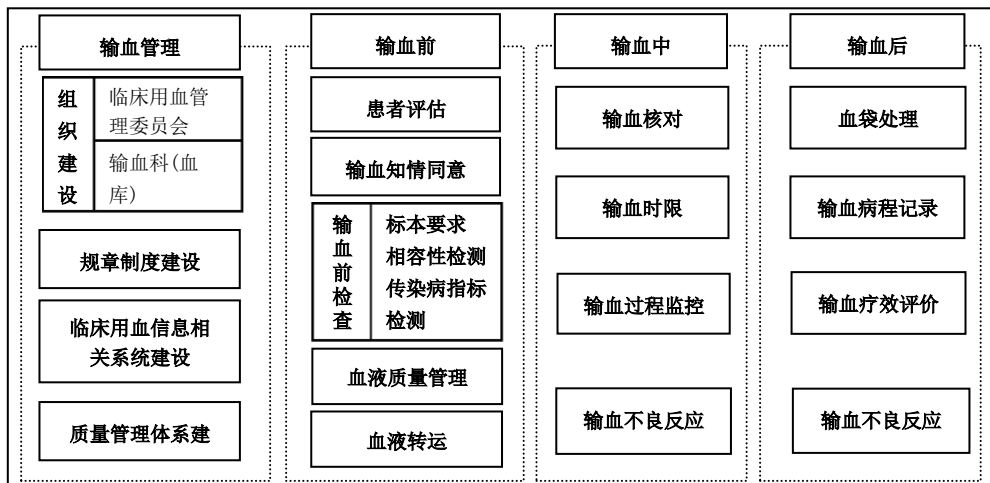 输血管理
组织建设
临床用血管
理委员会
输血科(血
库)
规章制度建设
临床用血信息相
关系统建设
质量管理体系建
输血前
患者评估
输血知情同意
输血前检查
标本要求
相容性检测
传染病指标
检测
血液质量管理
血液转运
输血中
输血核对
输血时限
输血过程监控
输血不良反应
输血后
血袋处理
输血病程记录
输血疗效评价
输血不良反应